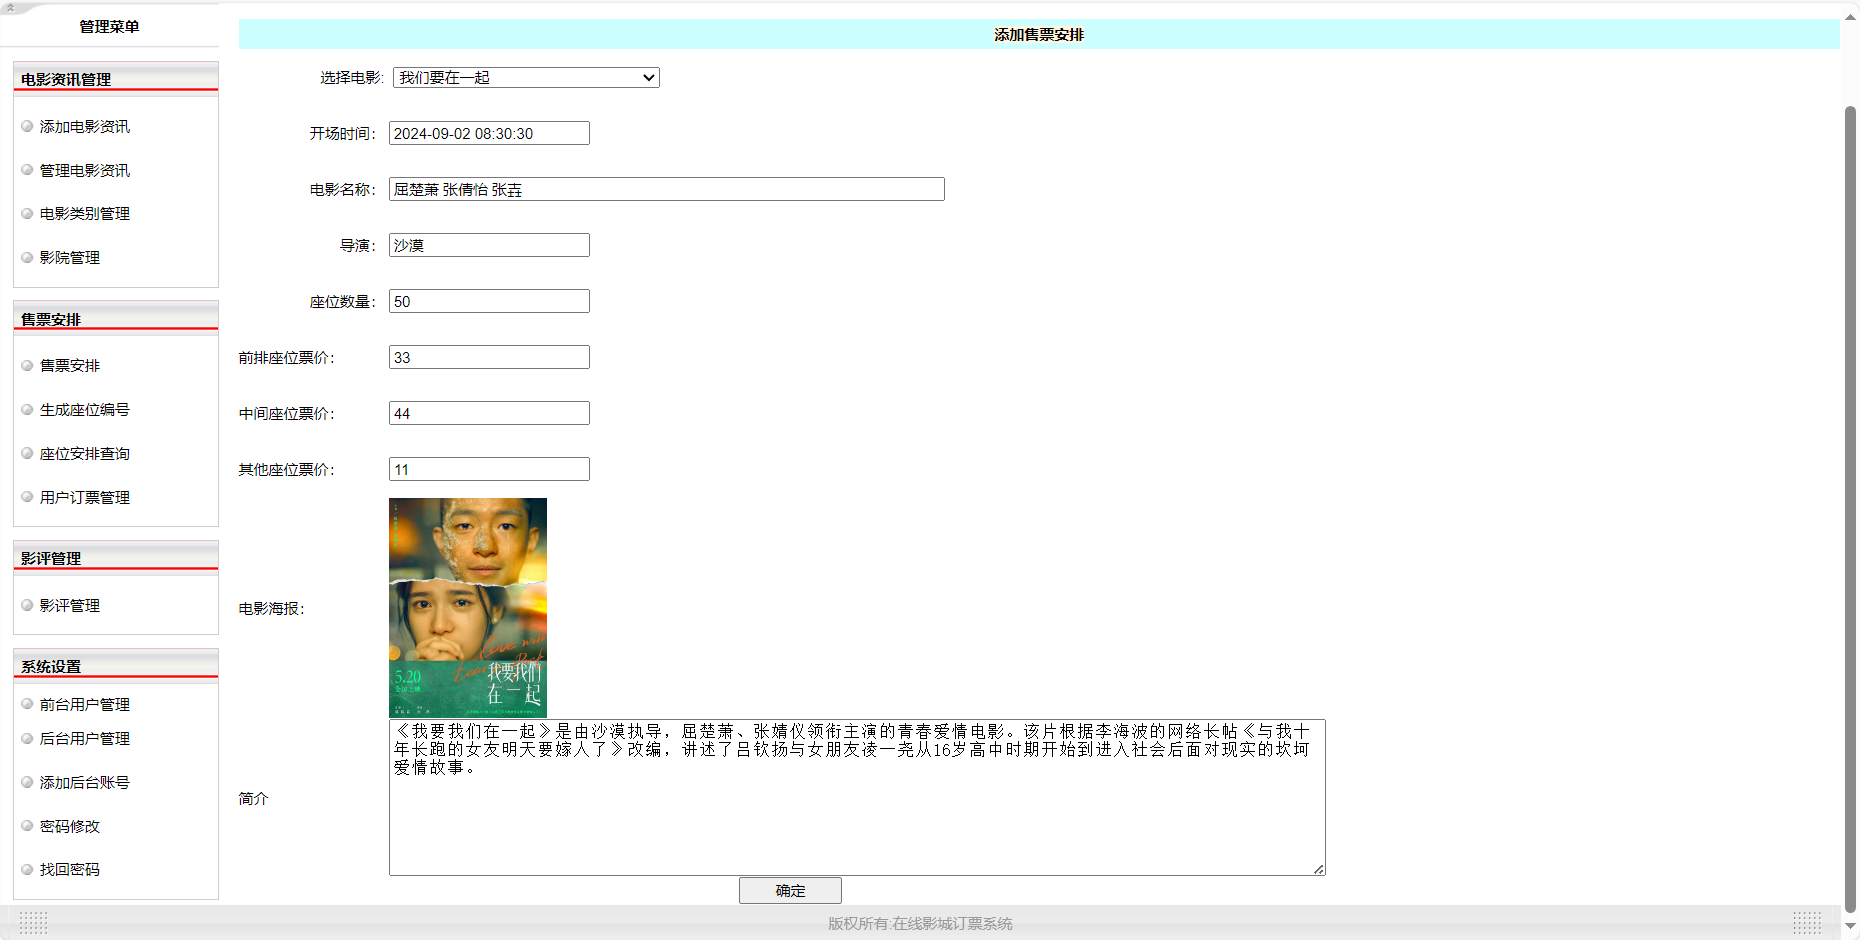 管理菜单
电影资讯管理
添加电影资讯
管理电影资讯
电影类别管理
影院管理
售票安排
售票安排
生成座位编号
座位安排查询
用户订票管理
影评管理
影评管理
系统设置
前台用户管理
后台用户管理
添加后台账号
密码修改
找回密码
添加售票安排
选择电影: 我们要在一起
开场时间: 2024-09-02 08:30:30
电影名称: 屈楚萧 张倩怡 张垚
导演: 沙漠
座位数量: 50
前排座位票价: 33
中间座位票价: 44
其他座位票价: 11
电影海报:
5.20
我要我们
在一起
简介
《我要我们在一起》是由沙漠执导，屈楚萧、张婧仪领衔主演的青春爱情电影。该片根据李海波的网络长帖《与我十
年长跑的女友明天要嫁人了》改编，讲述了吕钦扬与女朋友凌一尧从16岁高中时期开始到进入社会后面对现实的坎坷
爱情故事。
确定
版权所有:在线影城订票系统